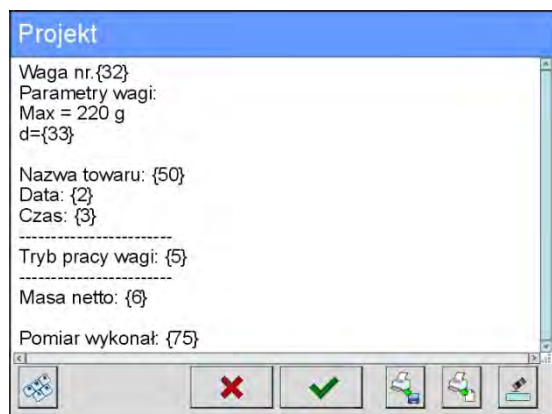 Projekt
Waga nr.{32}
Parametry wagi:
Max = 220 g
d={33}
Nazwa towaru: {50}
Data: {2}
Czas: {3}
------------------------
Tryb pracy wagi: {5}
------------------------
Masa netto: {6}
Pomiar wykonał: {75}